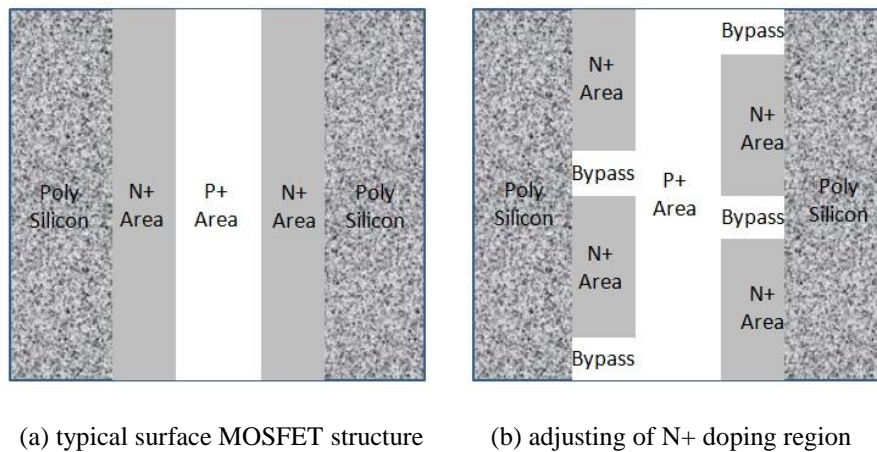 Poly
Silicon
N+
Area
P+
Area
N+
Area
Poly
Silicon
(a) typical surface MOSFET structure
Poly
Silicon
N+
Area
Bypass
N+
Area
Bypass
P+
Area
Bypass
N+
Area
Bypass
N+
Area
Poly
Silicon
(b) adjusting of N+ doping region